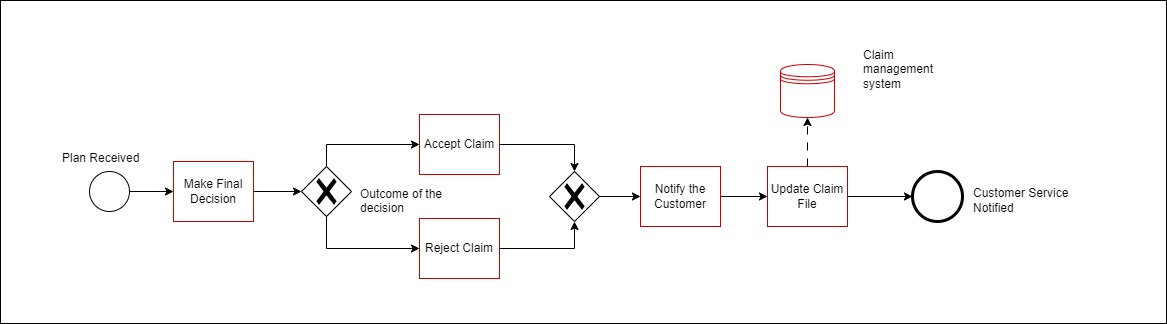 Plan Received
Make Final
Decision
Outcome of the
decision
Accept Claim
Reject Claim
Notify the
Customer
Update Claim
File
Claim
management
system
Customer Service
Notified